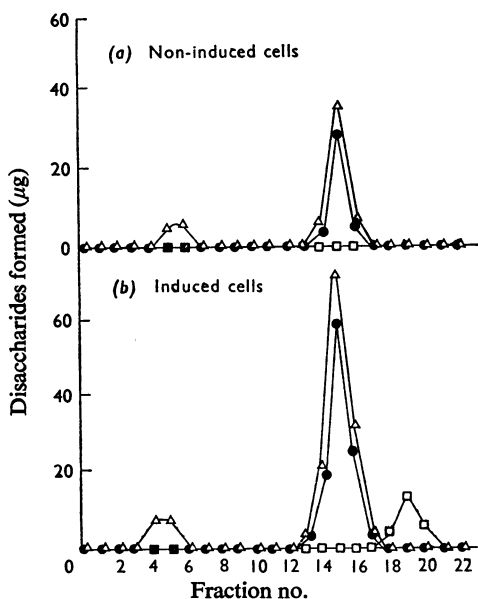 60
(a) Non-induced cells
40
20
0
Disaccharides formed (μg)
(b) Induced cells
60
40
20
0 2 4 6 8 10 12 14 16 18 20 22
Fraction no.